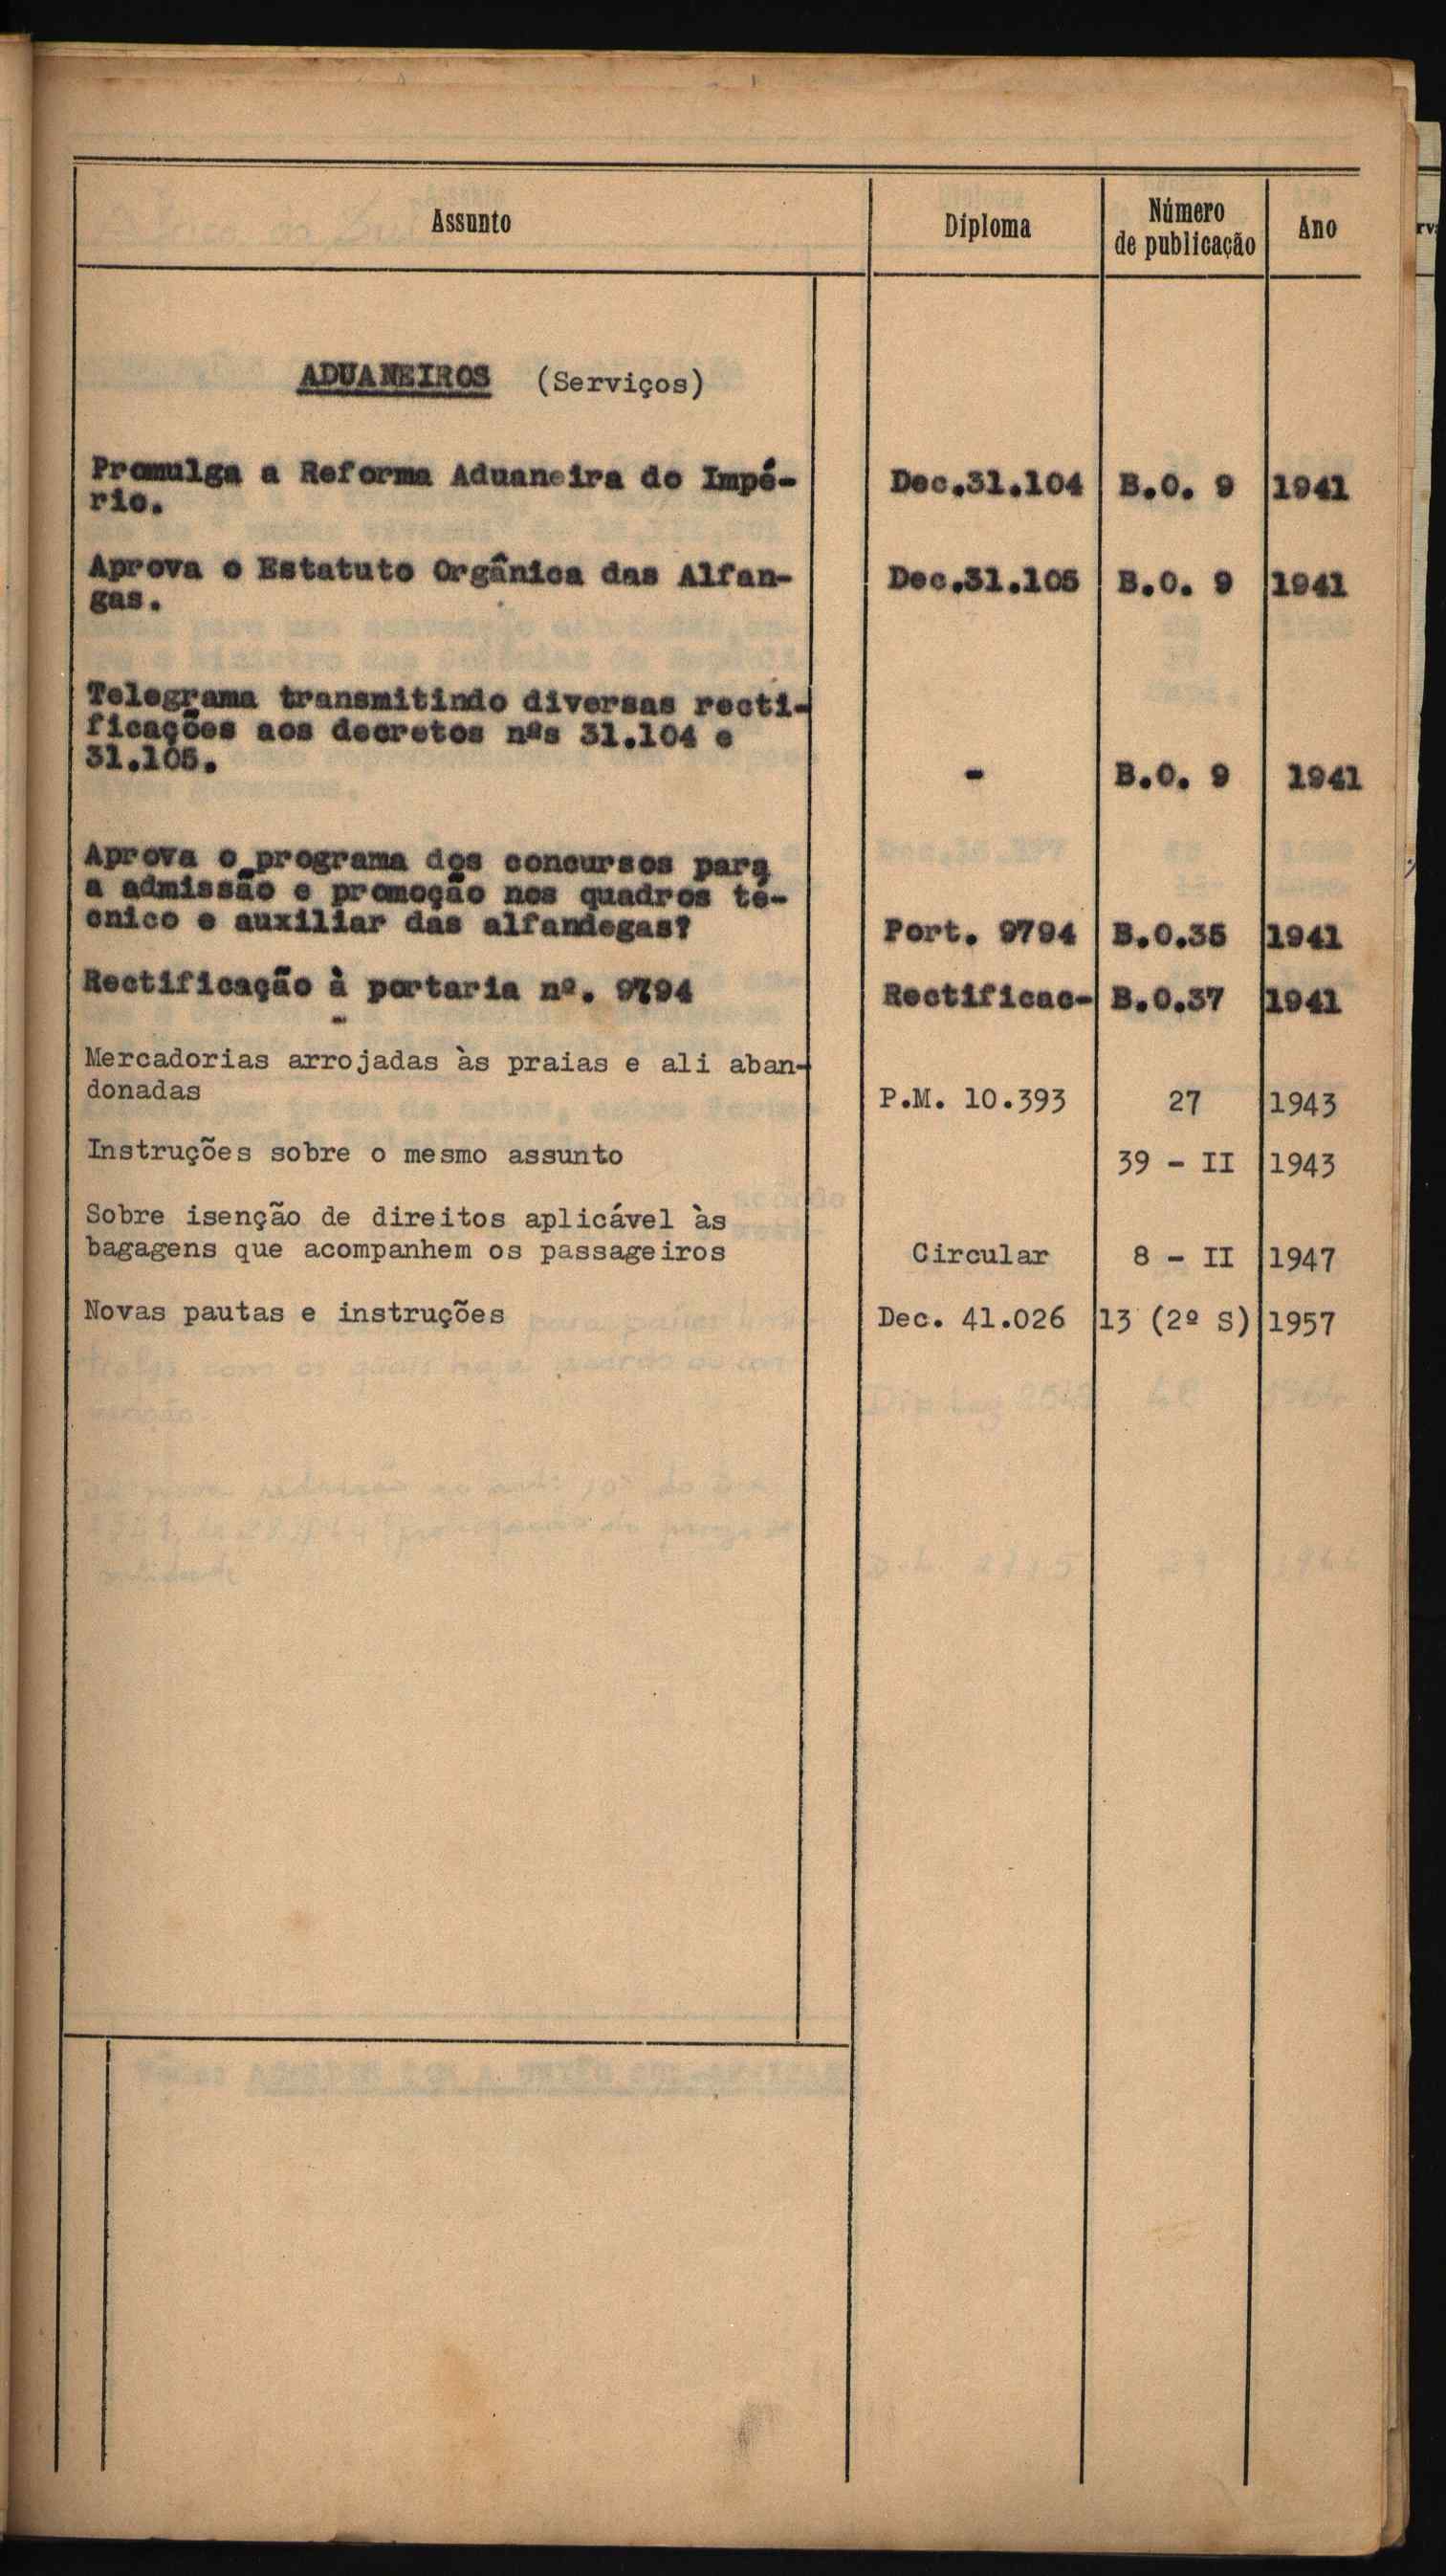 Assunto Diploma Número de publicação Ano
ADUANEIROS (Serviços)
Promulga a Reforma Aduaneira do Impé-
rio. Dec.31.104 B.O. 9 1941
Aprova o Estatuto Orgânica das Alfan-
gas. Dec.31.105 B.O. 9 1941
Telegrama transmitindo diversas recti-
ficações aos decretos nºs 31.104 e
31.105. - B.O. 9 1941
Aprova o programa dos concursos para
a admissão e promoção nos quadros té-
cnico e auxiliar das alfandegas? Port. 9794 B.O.35 1941
Rectificação à portaria nº. 9794 Rectificac- B.O.37 1941
Mercadorias arrojadas às praias e ali aban-
donadas P.M. 10.393 27 1943
Instruções sobre o mesmo assunto 39 - II 1943
Sobre isenção de direitos aplicável às
bagagens que acompanhem os passageiros Circular 8 - II 1947
Novas pautas e instruções Dec. 41.026 13 (2º S) 1957